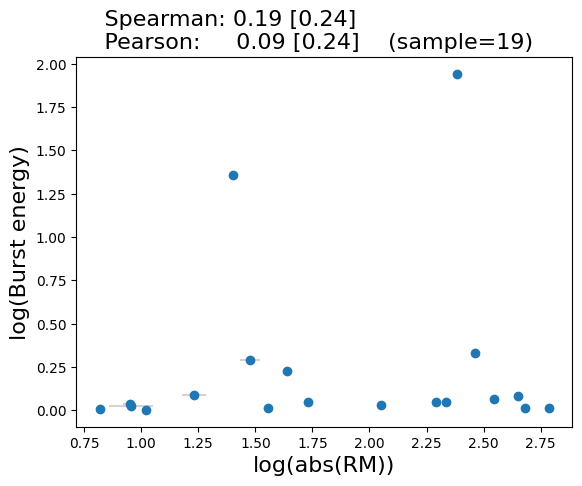 Spearman: 0.19 [0.24]
Pearson: 0.09 [0.24] (sample=19)
2.00
1.75
1.50
1.25
1.00
0.75
0.50
0.25
0.00
log(Burst energy)
0.75 1.00 1.25 1.50 1.75 2.00 2.25 2.50 2.75
log(abs(RM))